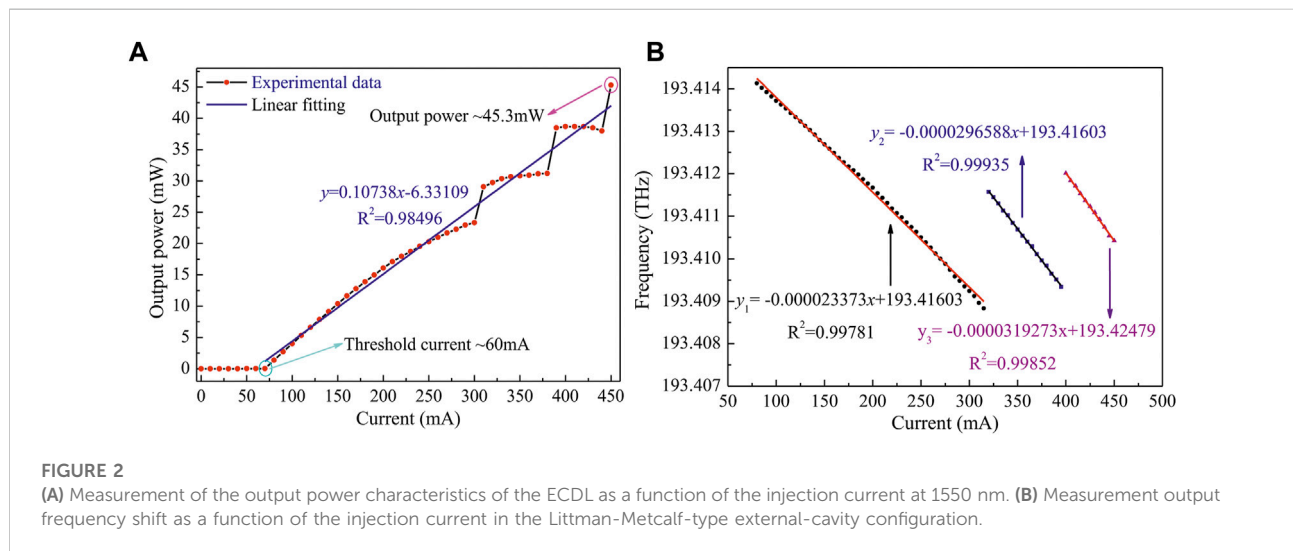 A
Output power (mW)
45
40
35
30
25
20
15
10
5
0
Experimental data
Linear fitting
Output power ~45.3mW
y=0.10738x-6.33109
R²=0.98496
Threshold current ~60mA
0 50 100 150 200 250 300 350 400 450
Current (mA)
B
Frequency (THz)
193.414
193.414
193.413
193.412
193.411
193.410
193.409
193.409
193.408
193.407
y₂= -0.0000296588x+193.41603
R²=0.99935
y₁= -0.000023373x+193.41603
R²=0.99781
y₃= -0.0000319273x+193.42479
R²=0.99852
50 100 150 200 250 300 350 400 450 500
Current (mA)
FIGURE 2
(A) Measurement of the output power characteristics of the ECDL as a function of the injection current at 1550 nm. (B) Measurement output
frequency shift as a function of the injection current in the Littman-Metcalf-type external-cavity configuration.